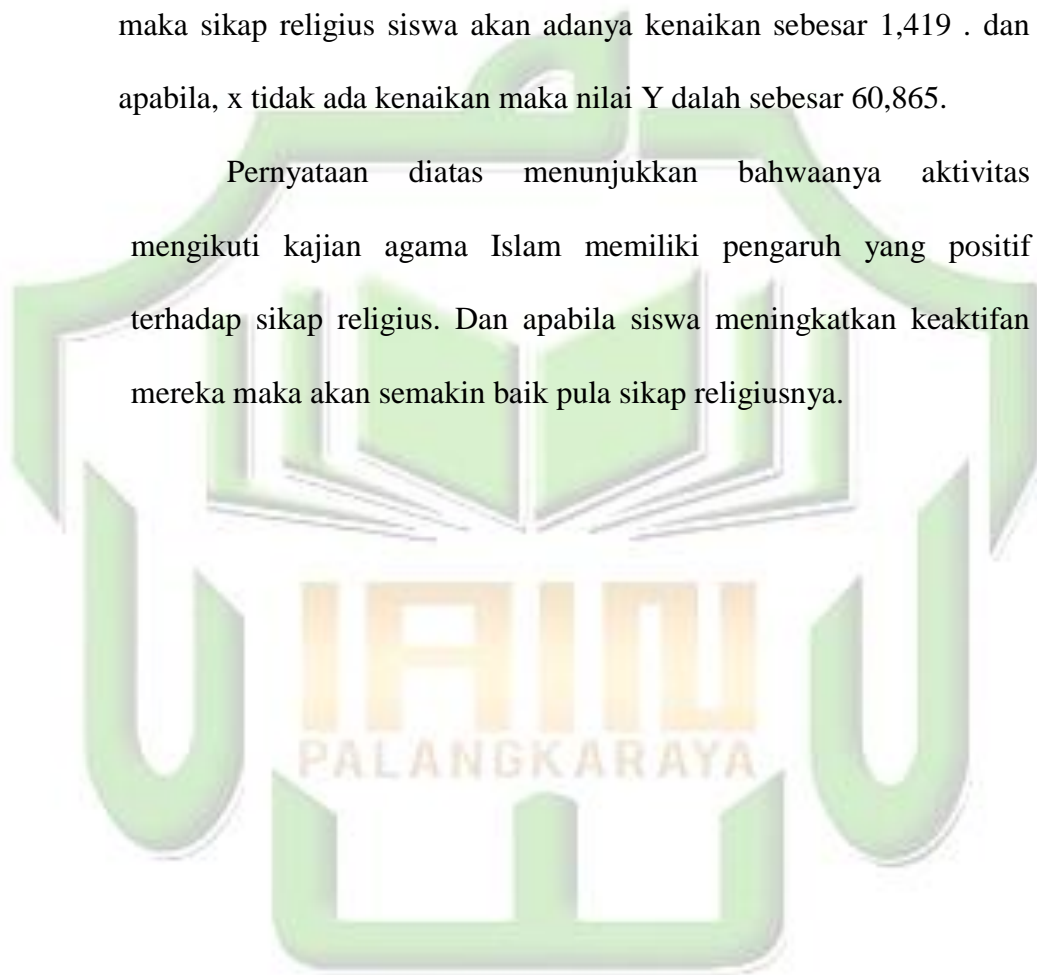 maka sikap religius siswa akan adanya kenaikan sebesar 1,419 . dan
apabila, x tidak ada kenaikan maka nilai Y dalah sebesar 60,865.
Pernyataan diatas menunjukkan bahwaanya aktivitas
mengikuti kajian agama Islam memiliki pengaruh yang positif
terhadap sikap religius. Dan apabila siswa meningkatkan keaktifan
mereka maka akan semakin baik pula sikap religiusnya.
IAIN
PALANGKARAYA